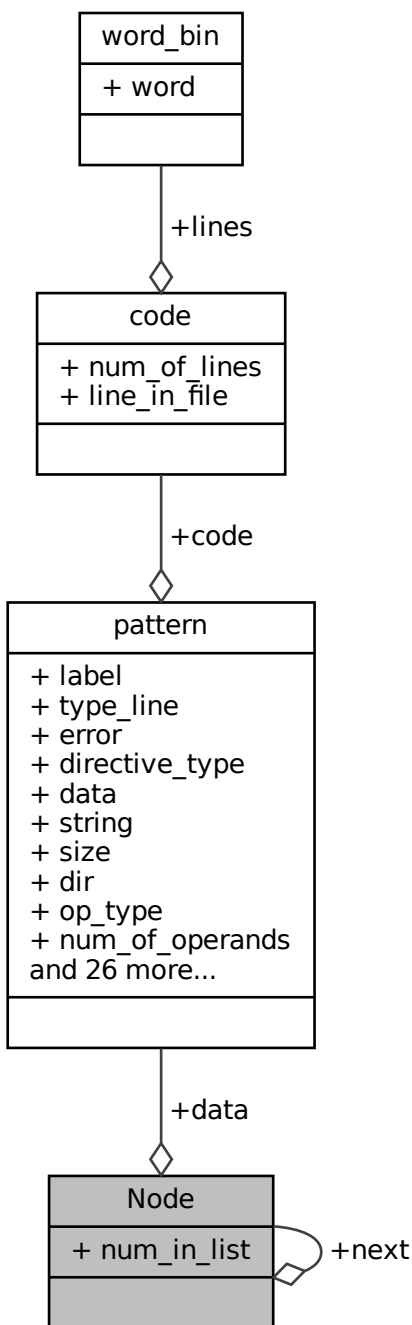 word_bin
+ word
+lines
code
+ num_of_lines
+ line_in_file
+code
pattern
+ label
+ type_line
+ error
+ directive_type
+ data
+ string
+ size
+ dir
+ op_type
+ num_of_operands
and 26 more...
+data
Node
+ num_in_list
+next